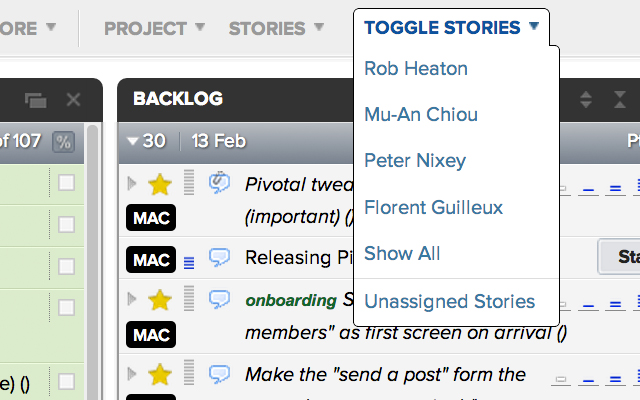 ORE PROJECT STORIES TOGGLE STORIES
Rob Heaton
Mu-An Chiou
Peter Nixey
Florent Guilleux
Show All
Unassigned Stories
of 107 %
BACKLOG
30 13 Feb
Pivotal twea
(important) ()
MAC
MAC Releasing Pi
Sta
onboarding S
members" as first screen on arrival ()
MAC
e) ()
Make the "send a post" form the